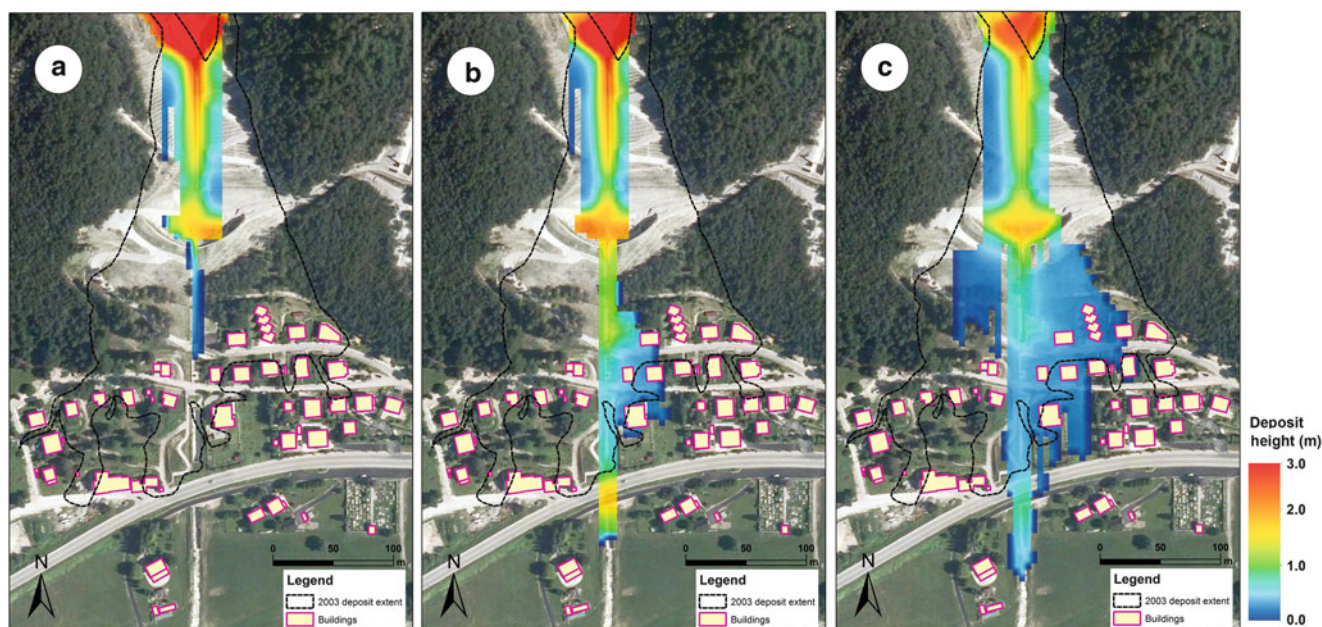 a
b
c
N
0 50 100
m
Legend
2003 deposit extent
Buildings
N
0 50 100
m
Legend
2003 deposit extent
Buildings
N
0 50 100
m
Legend
2003 deposit extent
Buildings
Deposit
height (m)
3.0
2.0
1.0
0.0